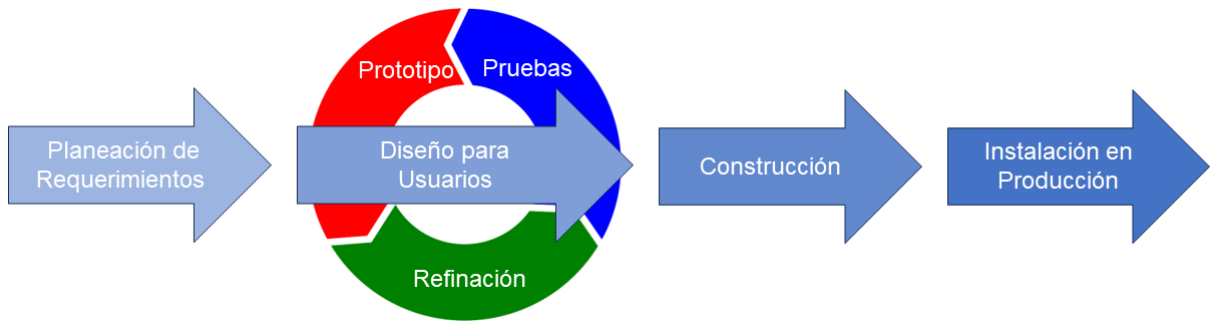 Planeación de
Requerimientos
Prototipo
Pruebas
Diseño para
Usuarios
Refinación
Construcción
Instalación en
Producción